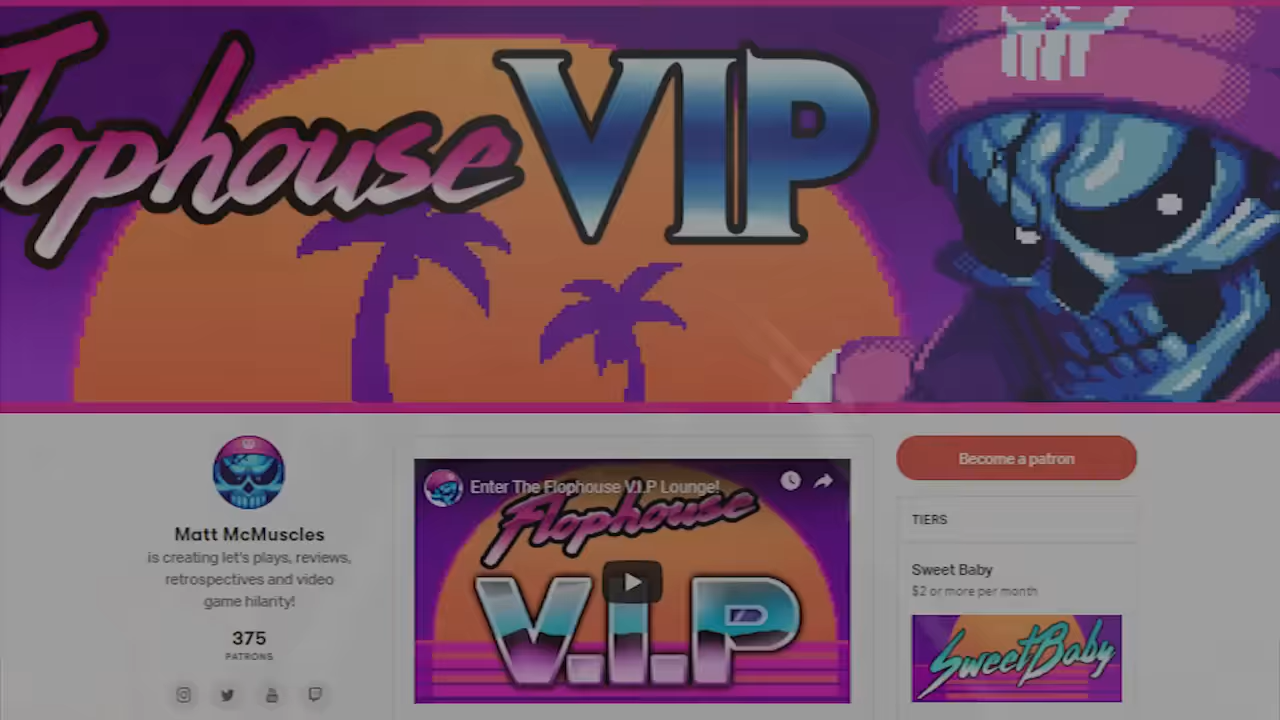 Flophouse VIP
Become a patron
Enter The Flophouse V.I.P Lounge!
Flophouse
V.I.P
TIERS
Matt McMuscles
is creating let's plays, reviews,
retrospectives and video
game hilarity!
Sweet Baby
$2 or more per month
375
PATRONS
SweetBaby